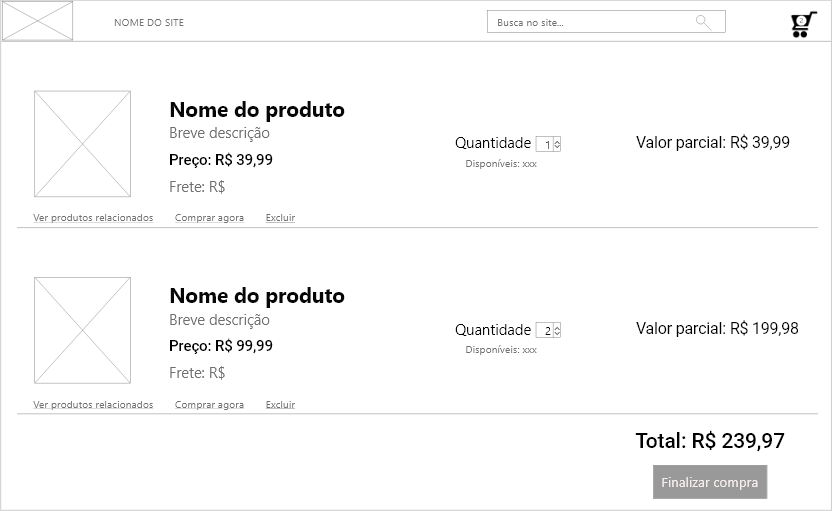 NOME DO SITE
Busca no site...
2
Nome do produto
Breve descrição
Preço: R$ 39,99
Frete: R$
Quantidade 1
Disponíveis: xxx
Valor parcial: R$ 39,99
Ver produtos relacionados Comprar agora Excluir
Nome do produto
Breve descrição
Preço: R$ 99,99
Frete: R$
Quantidade 2
Disponíveis: xxx
Valor parcial: R$ 199,98
Ver produtos relacionados Comprar agora Excluir
Total: R$ 239,97
Finalizar compra